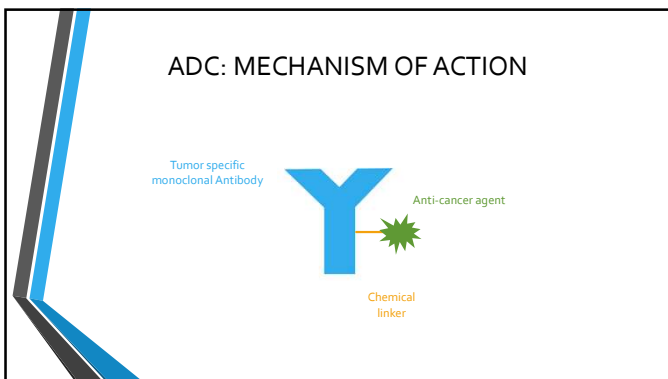 ADC: MECHANISM OF ACTION
Tumor specific
monoclonal Antibody
Anti-cancer agent
Chemical
linker